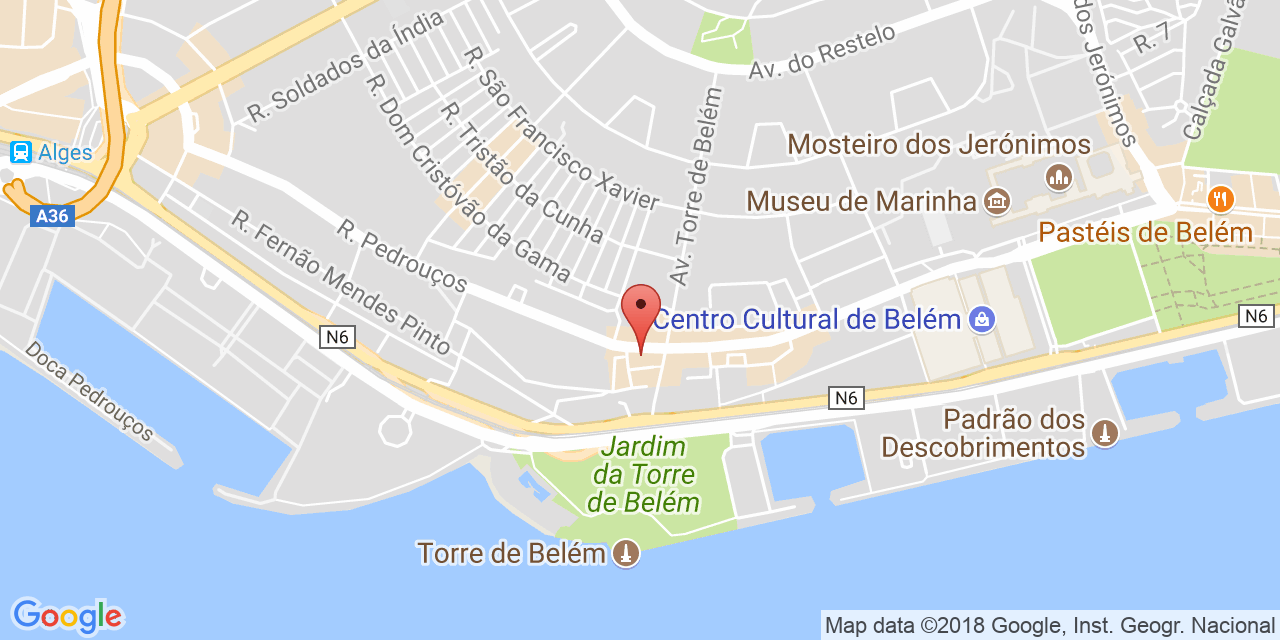 R. Soldados da Índia
Av. do Restelo
R. 7
dos Jerónimos
Calçada Galvá
R. São Francisco Xavier
R. Tristão da Cunha
R. Dom Cristóvão da Gama
Av. Torre de Belém
Mosteiro dos Jerónimos
Alges
Museu de Marinha
A36
Pastéis de Belém
R. Pedrouços
R. Fernão Mendes Pinto
Centro Cultural de Belém
N6
N6
Doca Pedrouços
N6
Padrão dos
Descobrimentos
Jardim
da Torre
de Belém
Torre de Belém
Google
Map data ©2018 Google, Inst. Geogr. Nacional